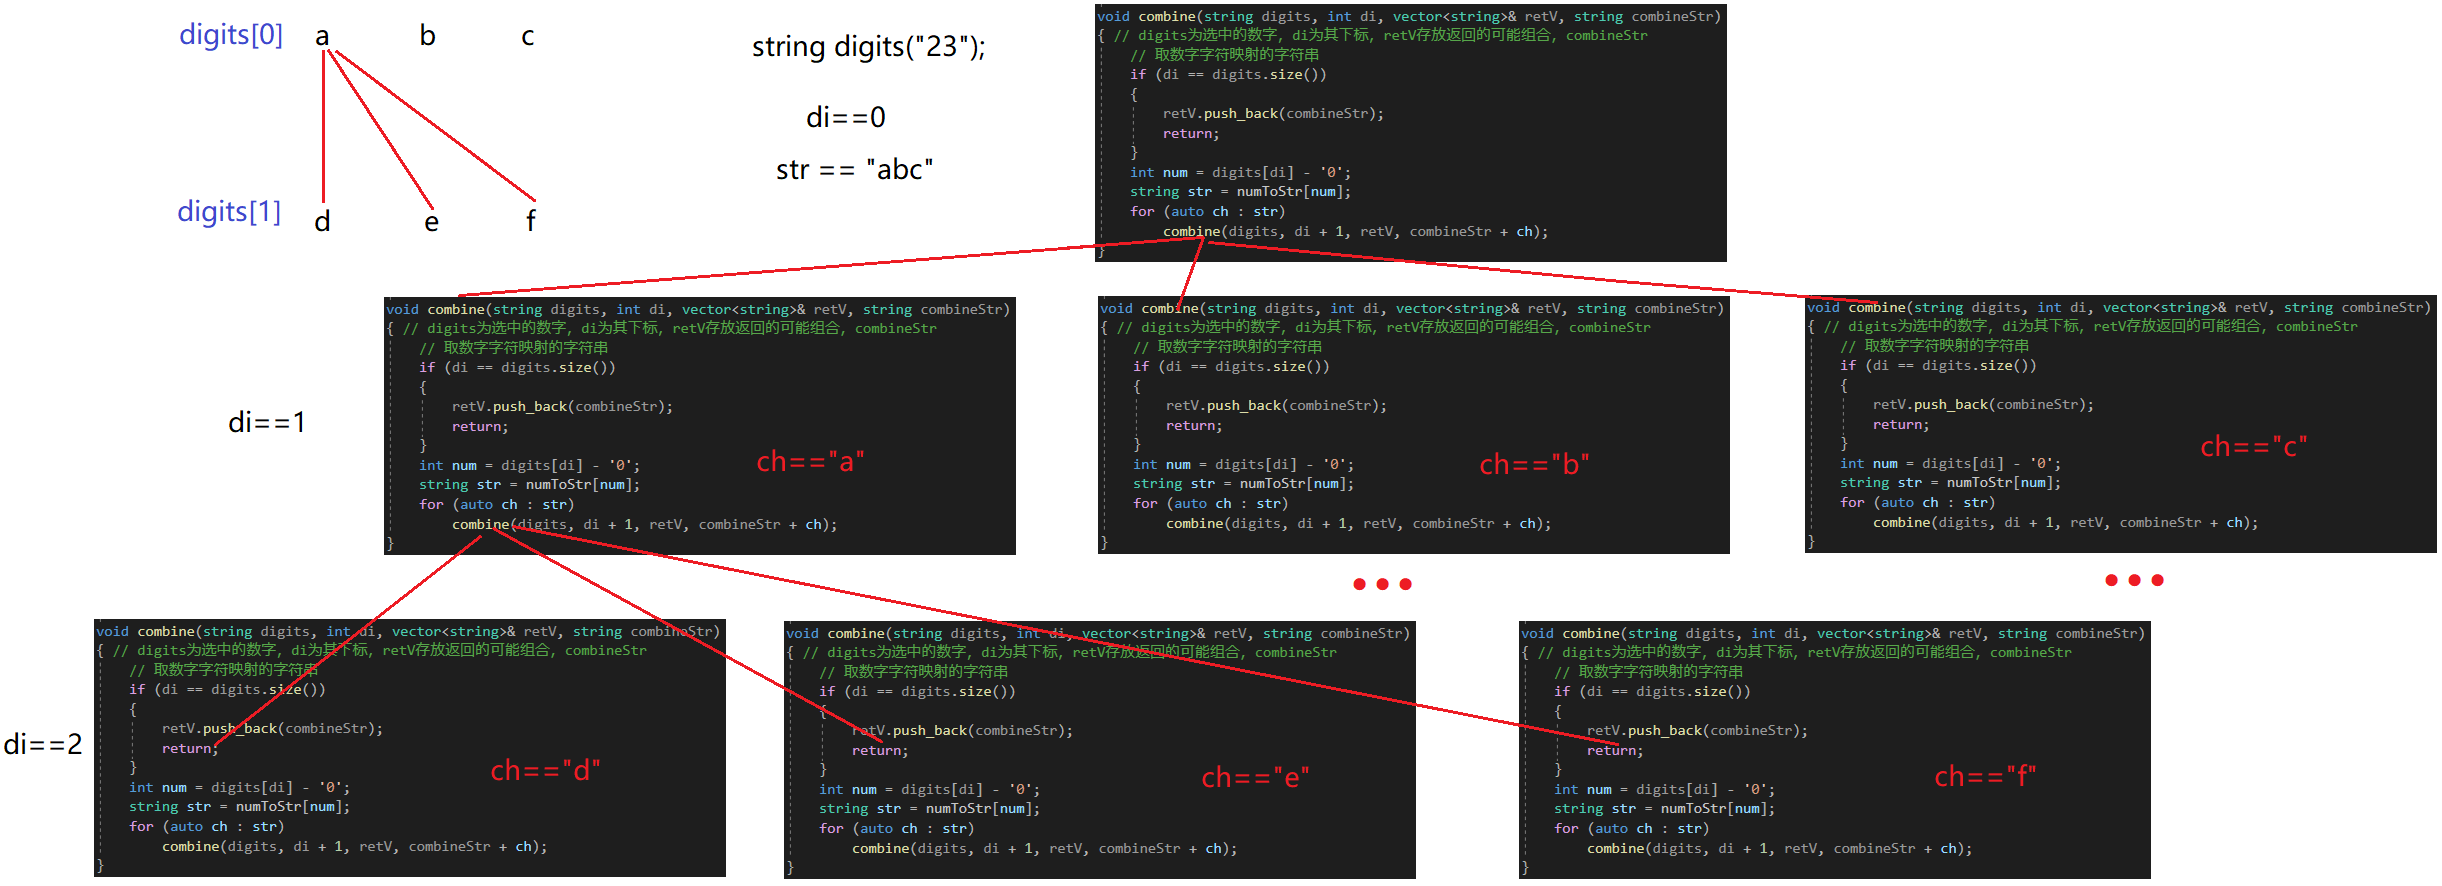 digits[0] a b c
digits[1] d e f
string digits("23");
di==0
str == "abc"
void combine(string digits, int di, vector<string>& retV, string combineStr)
{ // digits为选中的数字, di为其下标, retV存放返回的可能组合, combineStr
// 取数字字符映射的字符串
if (di == digits.size())
{
retV.push_back(combineStr);
return;
}
int num = digits[di] - '0';
string str = numToStr[num];
for (auto ch : str)
combine(digits, di + 1, retV, combineStr + ch);
}
di==1
void combine(string digits, int di, vector<string>& retV, string combineStr)
{ // digits为选中的数字, di为其下标, retV存放返回的可能组合, combineStr
// 取数字字符映射的字符串
if (di == digits.size())
{
retV.push_back(combineStr);
return;
}
int num = digits[di] - '0';
string str = numToStr[num];
for (auto ch : str)
combine(digits, di + 1, retV, combineStr + ch);
}
ch=="a"
void combine(string digits, int di, vector<string>& retV, string combineStr)
{ // digits为选中的数字, di为其下标, retV存放返回的可能组合, combineStr
// 取数字字符映射的字符串
if (di == digits.size())
{
retV.push_back(combineStr);
return;
}
int num = digits[di] - '0';
string str = numToStr[num];
for (auto ch : str)
combine(digits, di + 1, retV, combineStr + ch);
}
ch=="b"
•••
void combine(string digits, int di, vector<string>& retV, string combineStr)
{ // digits为选中的数字, di为其下标, retV存放返回的可能组合, combineStr
// 取数字字符映射的字符串
if (di == digits.size())
{
retV.push_back(combineStr);
return;
}
int num = digits[di] - '0';
string str = numToStr[num];
for (auto ch : str)
combine(digits, di + 1, retV, combineStr + ch);
}
ch=="c"
•••
di==2
void combine(string digits, int di, vector<string>& retV, string combineStr)
{ // digits为选中的数字, di为其下标, retV存放返回的可能组合, combineStr
// 取数字字符映射的字符串
if (di == digits.size())
{
retV.push_back(combineStr);
return;
}
int num = digits[di] - '0';
string str = numToStr[num];
for (auto ch : str)
combine(digits, di + 1, retV, combineStr + ch);
}
ch=="d"
void combine(string digits, int di, vector<string>& retV, string combineStr)
{ // digits为选中的数字, di为其下标, retV存放返回的可能组合, combineStr
// 取数字字符映射的字符串
if (di == digits.size())
{
retV.push_back(combineStr);
return;
}
int num = digits[di] - '0';
string str = numToStr[num];
for (auto ch : str)
combine(digits, di + 1, retV, combineStr + ch);
}
ch=="e"
void combine(string digits, int di, vector<string>& retV, string combineStr)
{ // digits为选中的数字, di为其下标, retV存放返回的可能组合, combineStr
// 取数字字符映射的字符串
if (di == digits.size())
{
retV.push_back(combineStr);
return;
}
int num = digits[di] - '0';
string str = numToStr[num];
for (auto ch : str)
combine(digits, di + 1, retV, combineStr + ch);
}
ch=="f"